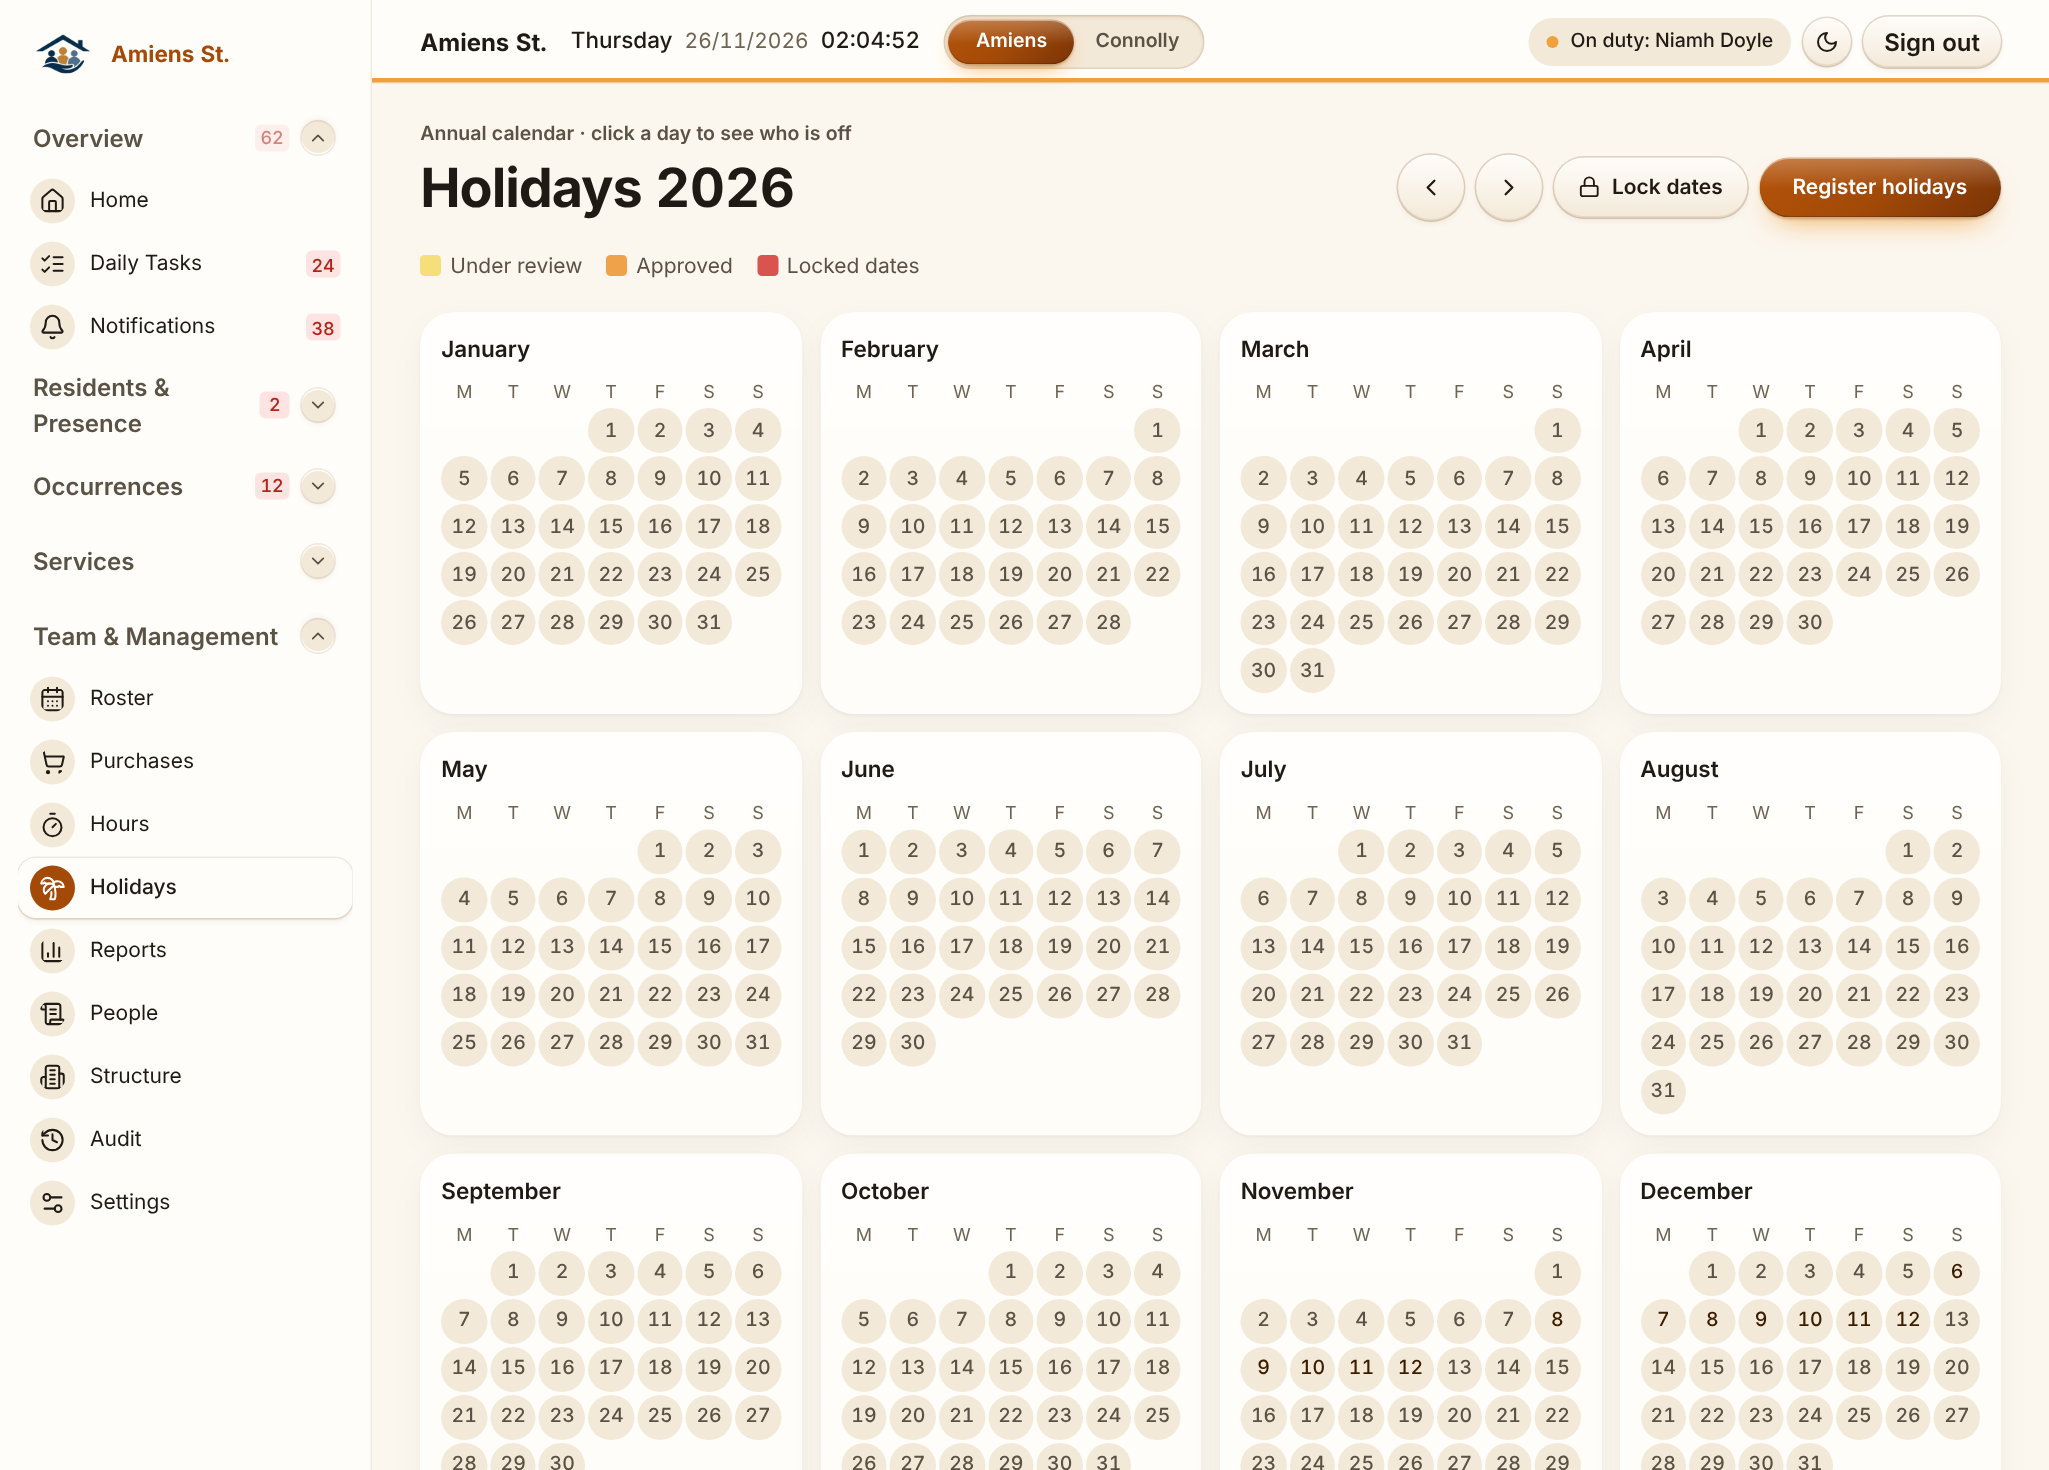 Amiens St.
Overview 62
Home
Daily Tasks 24
Notifications 38
Residents & Presence 2
Occurrences 12
Services
Team & Management
Roster
Purchases
Hours
Holidays
Reports
People
Structure
Audit
Settings
Amiens St. Thursday 26/11/2026 02:04:52 Amiens Connolly On duty: Niamh Doyle Sign out
Annual calendar · click a day to see who is off
Holidays 2026
Lock dates Register holidays
Under review Approved Locked dates
January
M T W T F S S
1 2 3 4
5 6 7 8 9 10 11
12 13 14 15 16 17 18
19 20 21 22 23 24 25
26 27 28 29 30 31
February
M T W T F S S
1
2 3 4 5 6 7 8
9 10 11 12 13 14 15
16 17 18 19 20 21 22
23 24 25 26 27 28
March
M T W T F S S
1
2 3 4 5 6 7 8
9 10 11 12 13 14 15
16 17 18 19 20 21 22
23 24 25 26 27 28 29
30 31
April
M T W T F S S
1 2 3 4 5
6 7 8 9 10 11 12
13 14 15 16 17 18 19
20 21 22 23 24 25 26
27 28 29 30
May
M T W T F S S
1 2 3
4 5 6 7 8 9 10
11 12 13 14 15 16 17
18 19 20 21 22 23 24
25 26 27 28 29 30 31
June
M T W T F S S
1 2 3 4 5 6 7
8 9 10 11 12 13 14
15 16 17 18 19 20 21
22 23 24 25 26 27 28
29 30
July
M T W T F S S
1 2 3 4 5
6 7 8 9 10 11 12
13 14 15 16 17 18 19
20 21 22 23 24 25 26
27 28 29 30 31
August
M T W T F S S
1 2
3 4 5 6 7 8 9
10 11 12 13 14 15 16
17 18 19 20 21 22 23
24 25 26 27 28 29 30
31
September
M T W T F S S
1 2 3 4 5 6
7 8 9 10 11 12 13
14 15 16 17 18 19 20
21 22 23 24 25 26 27
28 29 30
October
M T W T F S S
1 2 3 4
5 6 7 8 9 10 11
12 13 14 15 16 17 18
19 20 21 22 23 24 25
26 27 28 29 30 31
November
M T W T F S S
1
2 3 4 5 6 7 8
9 10 11 12 13 14 15
16 17 18 19 20 21 22
23 24 25 26 27 28 29
December
M T W T F S S
1 2 3 4 5 6
7 8 9 10 11 12 13
14 15 16 17 18 19 20
21 22 23 24 25 26 27
28 29 30 31